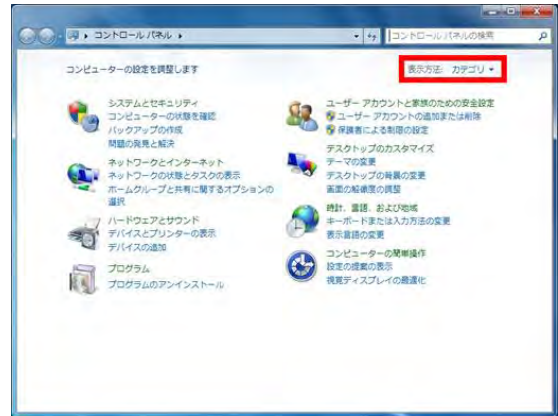 コントロール パネル
コントロール パネルの検索
コンピューターの設定を調整します
表示方法: カテゴリ
システムとセキュリティ
コンピューターの状態を確認
バックアップの作成
問題の発見と解決
ネットワークとインターネット
ネットワークの状態とタスクの表示
ホームグループと共有に関するオプションの
選択
ハードウェアとサウンド
デバイスとプリンターの表示
デバイスの追加
プログラム
プログラムのアンインストール
ユーザー アカウントと家族のための安全設定
ユーザー アカウントの追加または削除
保護者による制限の設定
デスクトップのカスタマイズ
テーマの変更
デスクトップの背景の変更
画面の解像度の調整
時計、言語、および地域
キーボードまたは入力方法の変更
表示言語の変更
コンピューターの簡単操作
設定の提案の表示
視覚ディスプレイの最適化